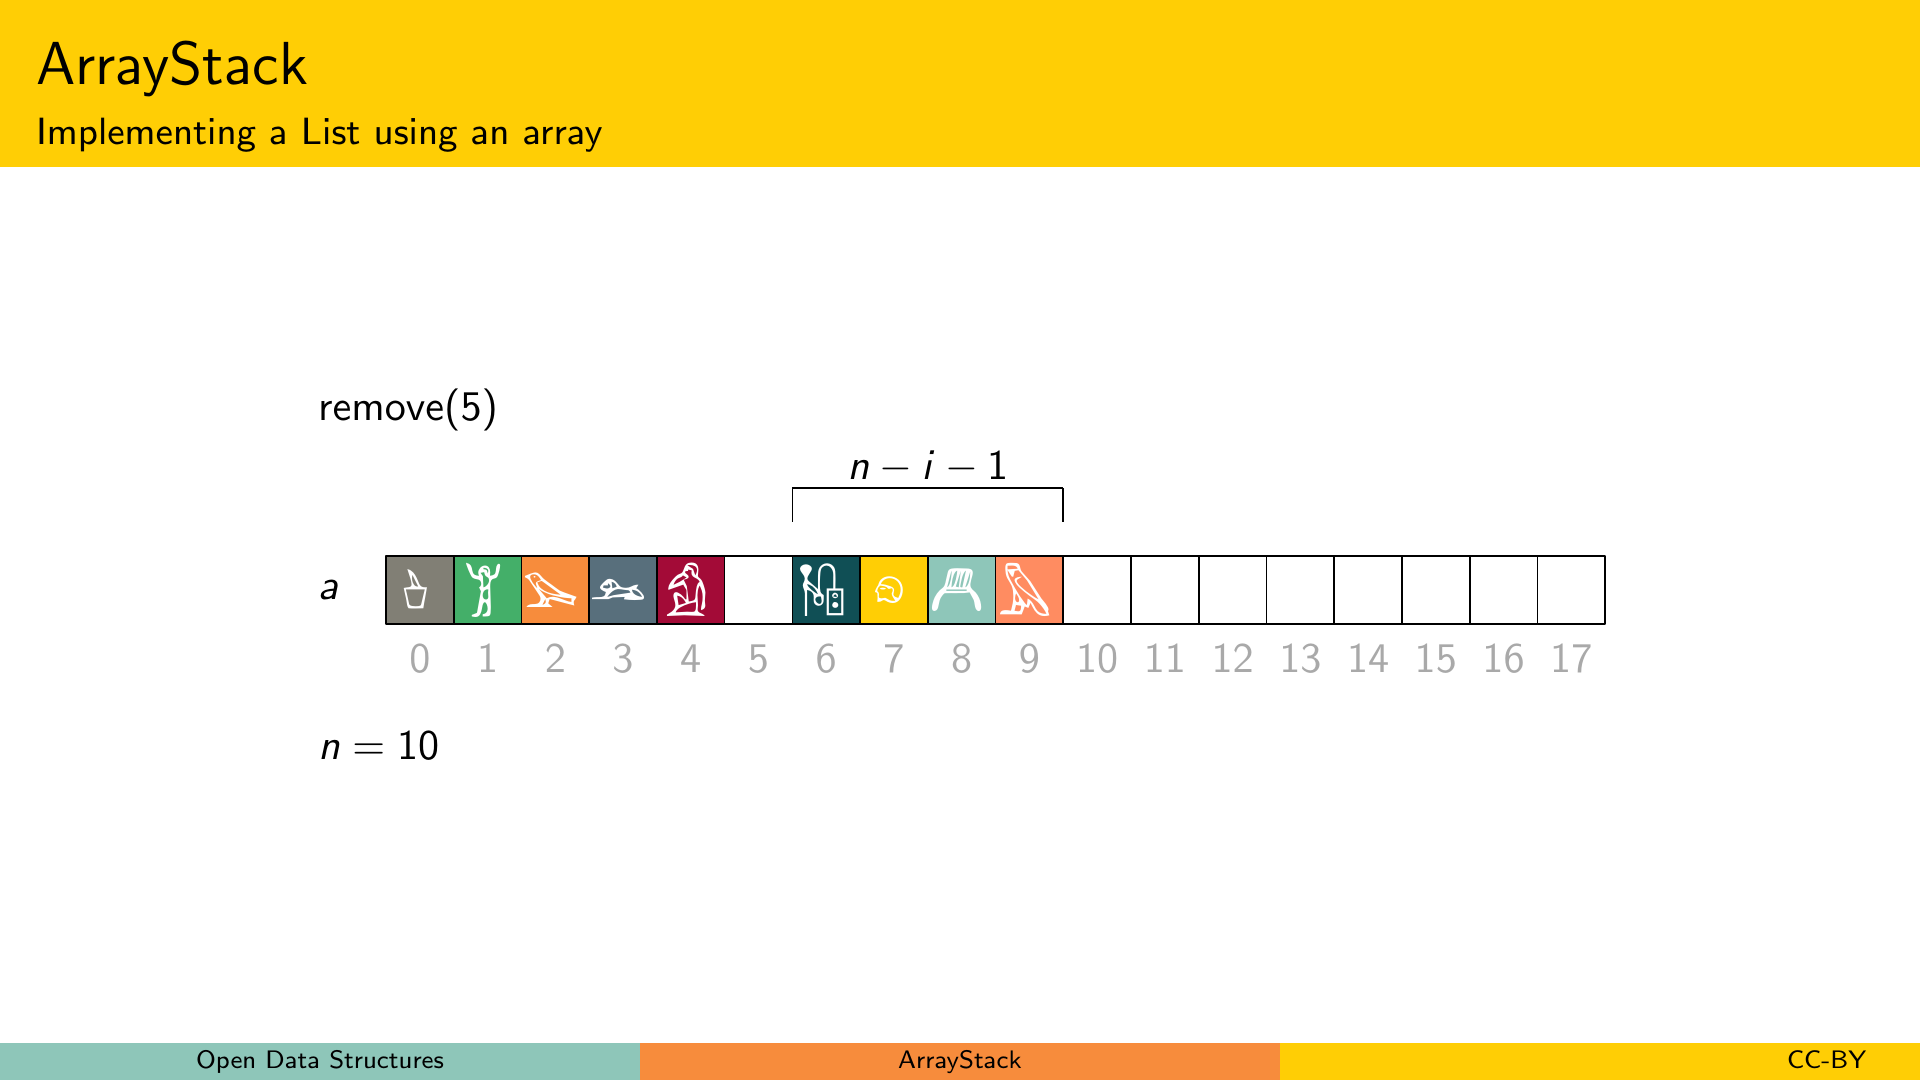 ArrayStack
Implementing a List using an array
remove(5)
n − i − 1
a
0 1 2 3 4 5 6 7 8 9 10 11 12 13 14 15 16 17
n = 10
Open Data Structures ArrayStack CC-BY